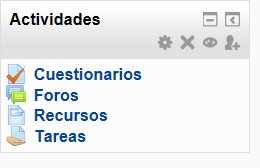 Actividades
Cuestionarios
Foros
Recursos
Tareas